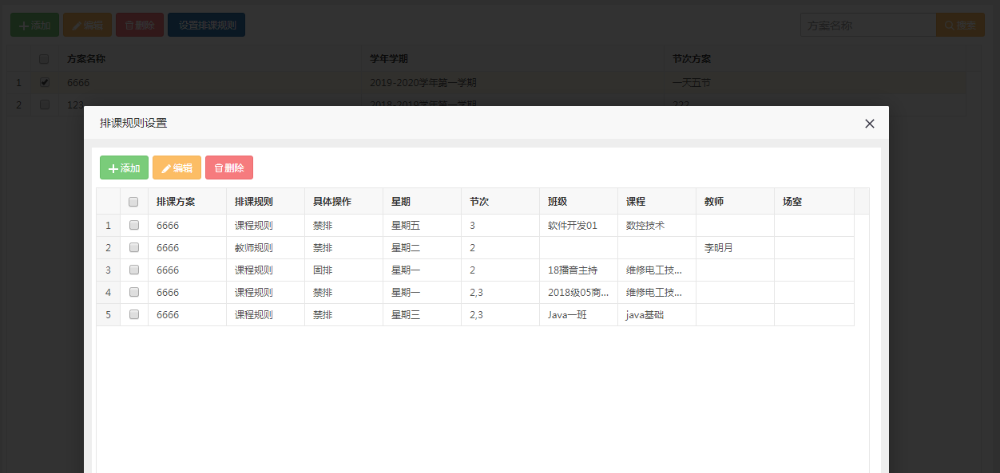 添加 编辑 删除 设置排课规则 方案名称 搜索
方案名称 学年学期 节次方案
1 6666 2019-2020学年第一学期 一天五节
2 123 2018-2019学年第一学期 222
排课规则设置
添加 编辑 删除
排课方案 排课规则 具体操作 星期 节次 班级 课程 教师 场室
1 6666 课程规则 禁排 星期五 3 软件开发01 数控技术
2 6666 教师规则 禁排 星期二 2 李明月
3 6666 课程规则 固排 星期一 2 18播音主持 维修电工技...
4 6666 课程规则 禁排 星期一 2,3 2018级05商... 维修电工技...
5 6666 课程规则 禁排 星期三 2,3 Java一班 java基础